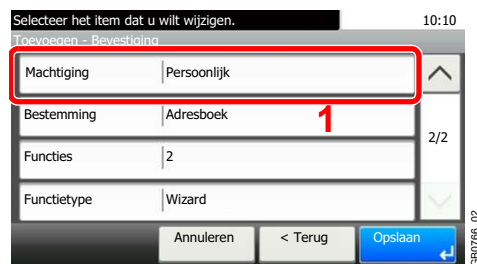 Selecteer het item dat u wilt wijzigen. 10:10
Toevoegen - Bevestiging
Machtiging Persoonlijk
Bestemming Adresboek 1
2/2
Functies 2
Functietype Wizard
Annuleren < Terug Opslaan
GB0766_02